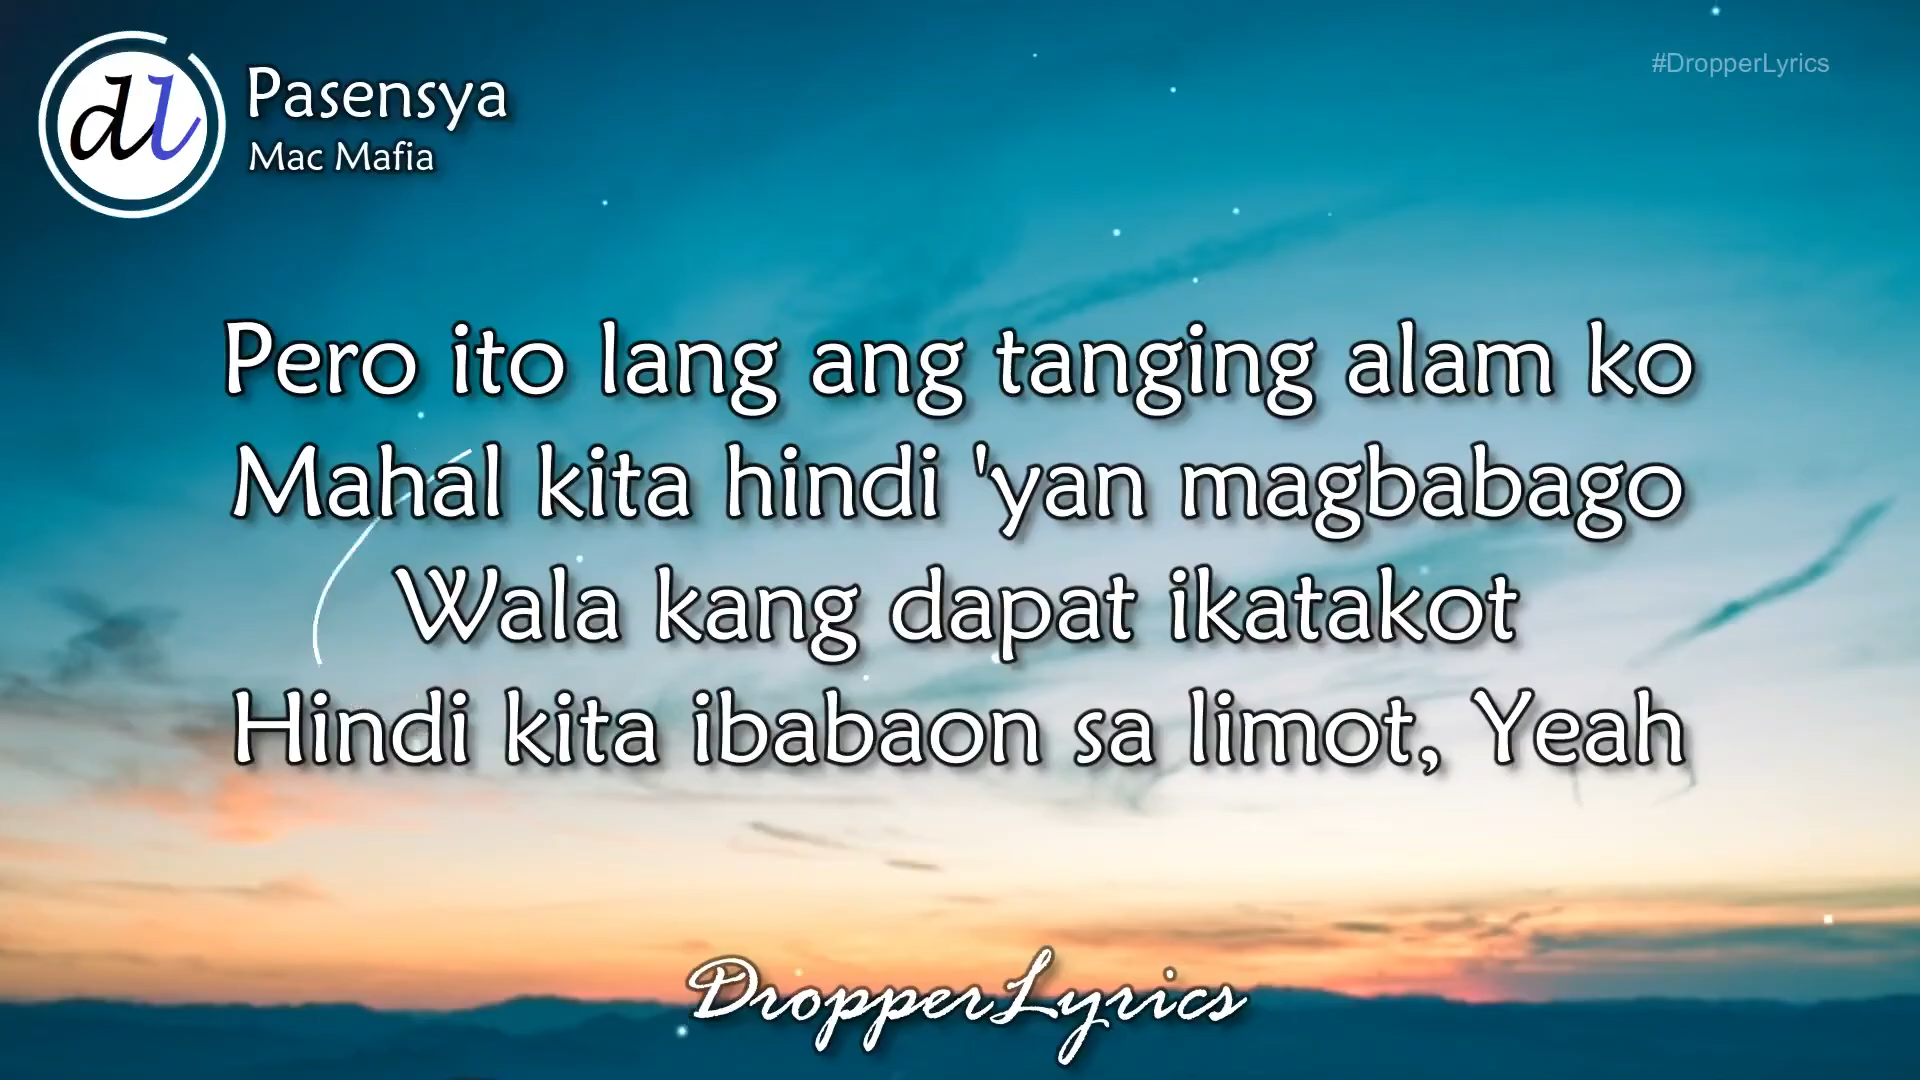 dl
Pasensya
Mac Mafia
#DropperLyrics
Pero ito lang ang tanging alam ko
Mahal kita hindi 'yan magbabago
Wala kang dapat ikatakot
Hindi kita ibabaon sa limot, Yeah
DropperLyrics